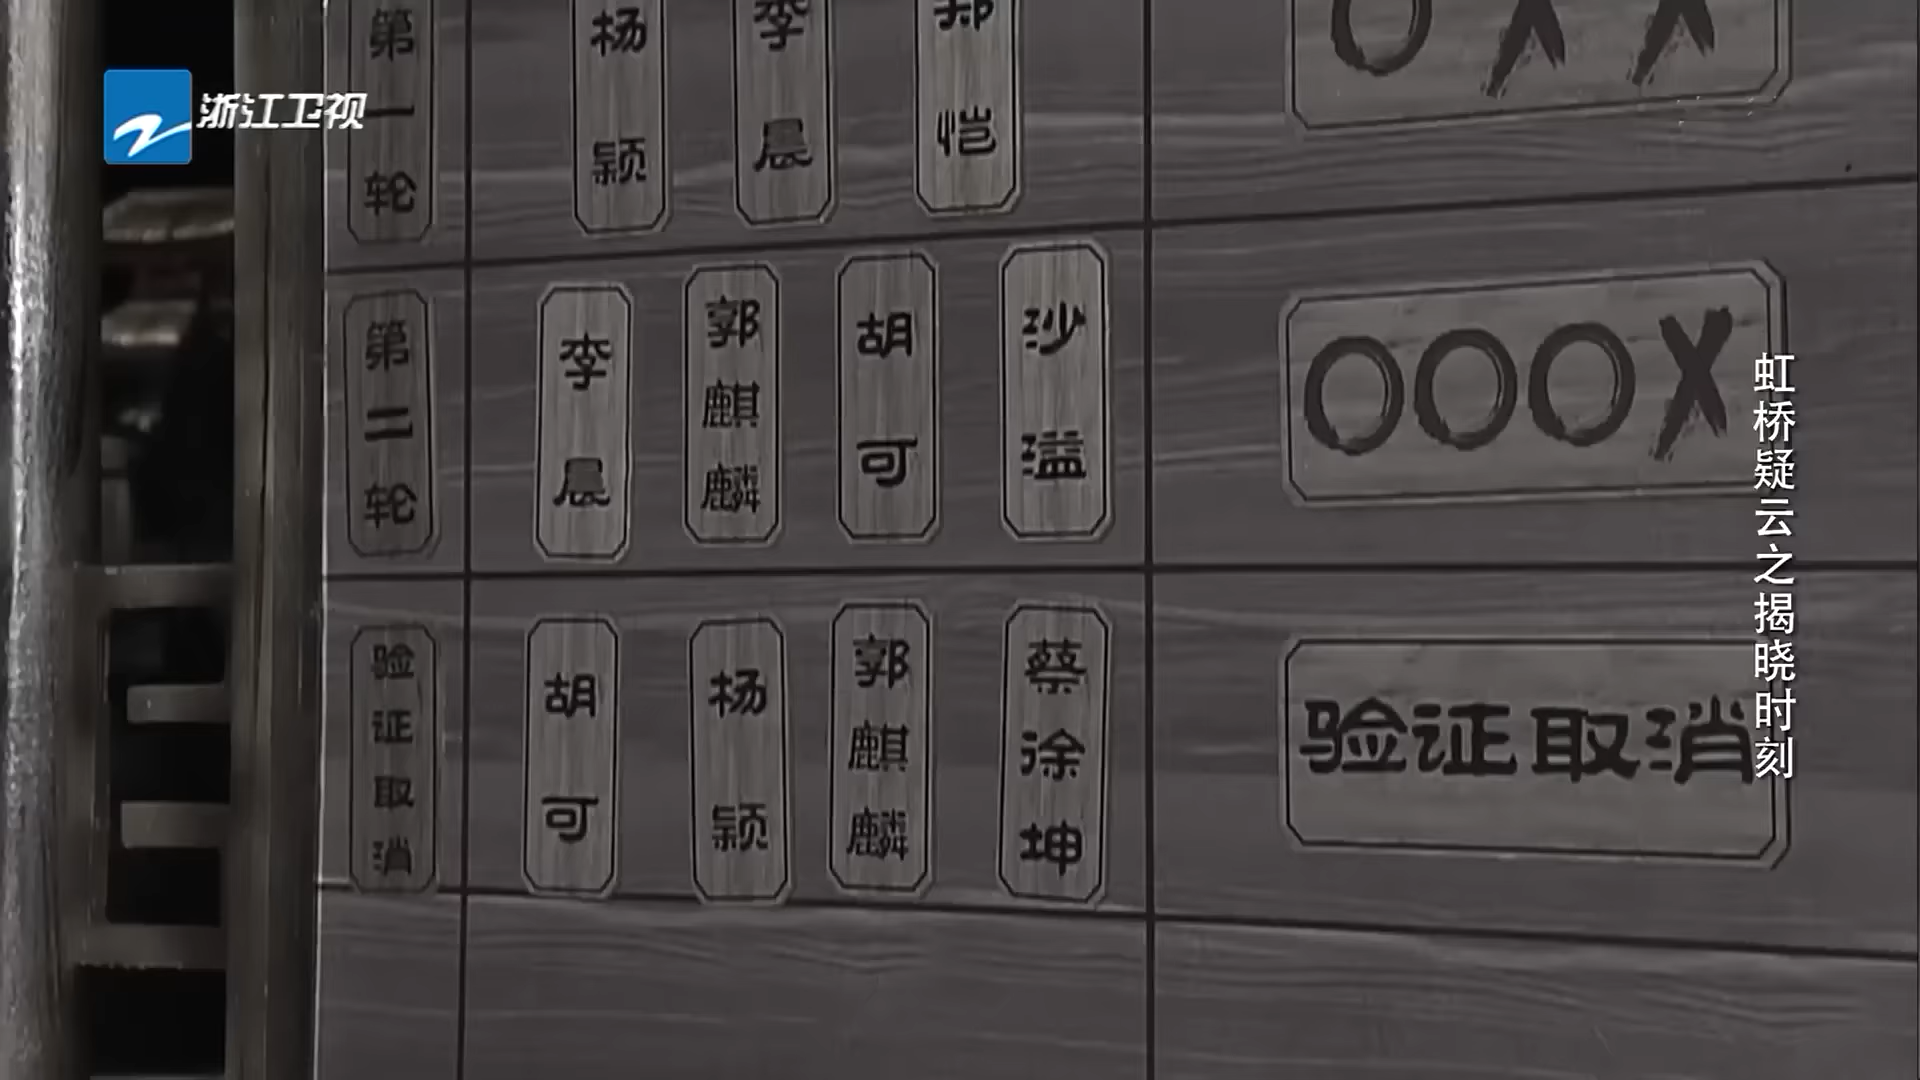 浙江卫视
第一轮
杨颖
李晨
郑恺
OXX
第二轮
李晨
郭麒麟
胡可
沙溢
OOOX
验证取消
胡可
杨颖
郭麒麟
蔡徐坤
验证取消
虹桥疑云之揭晓时刻